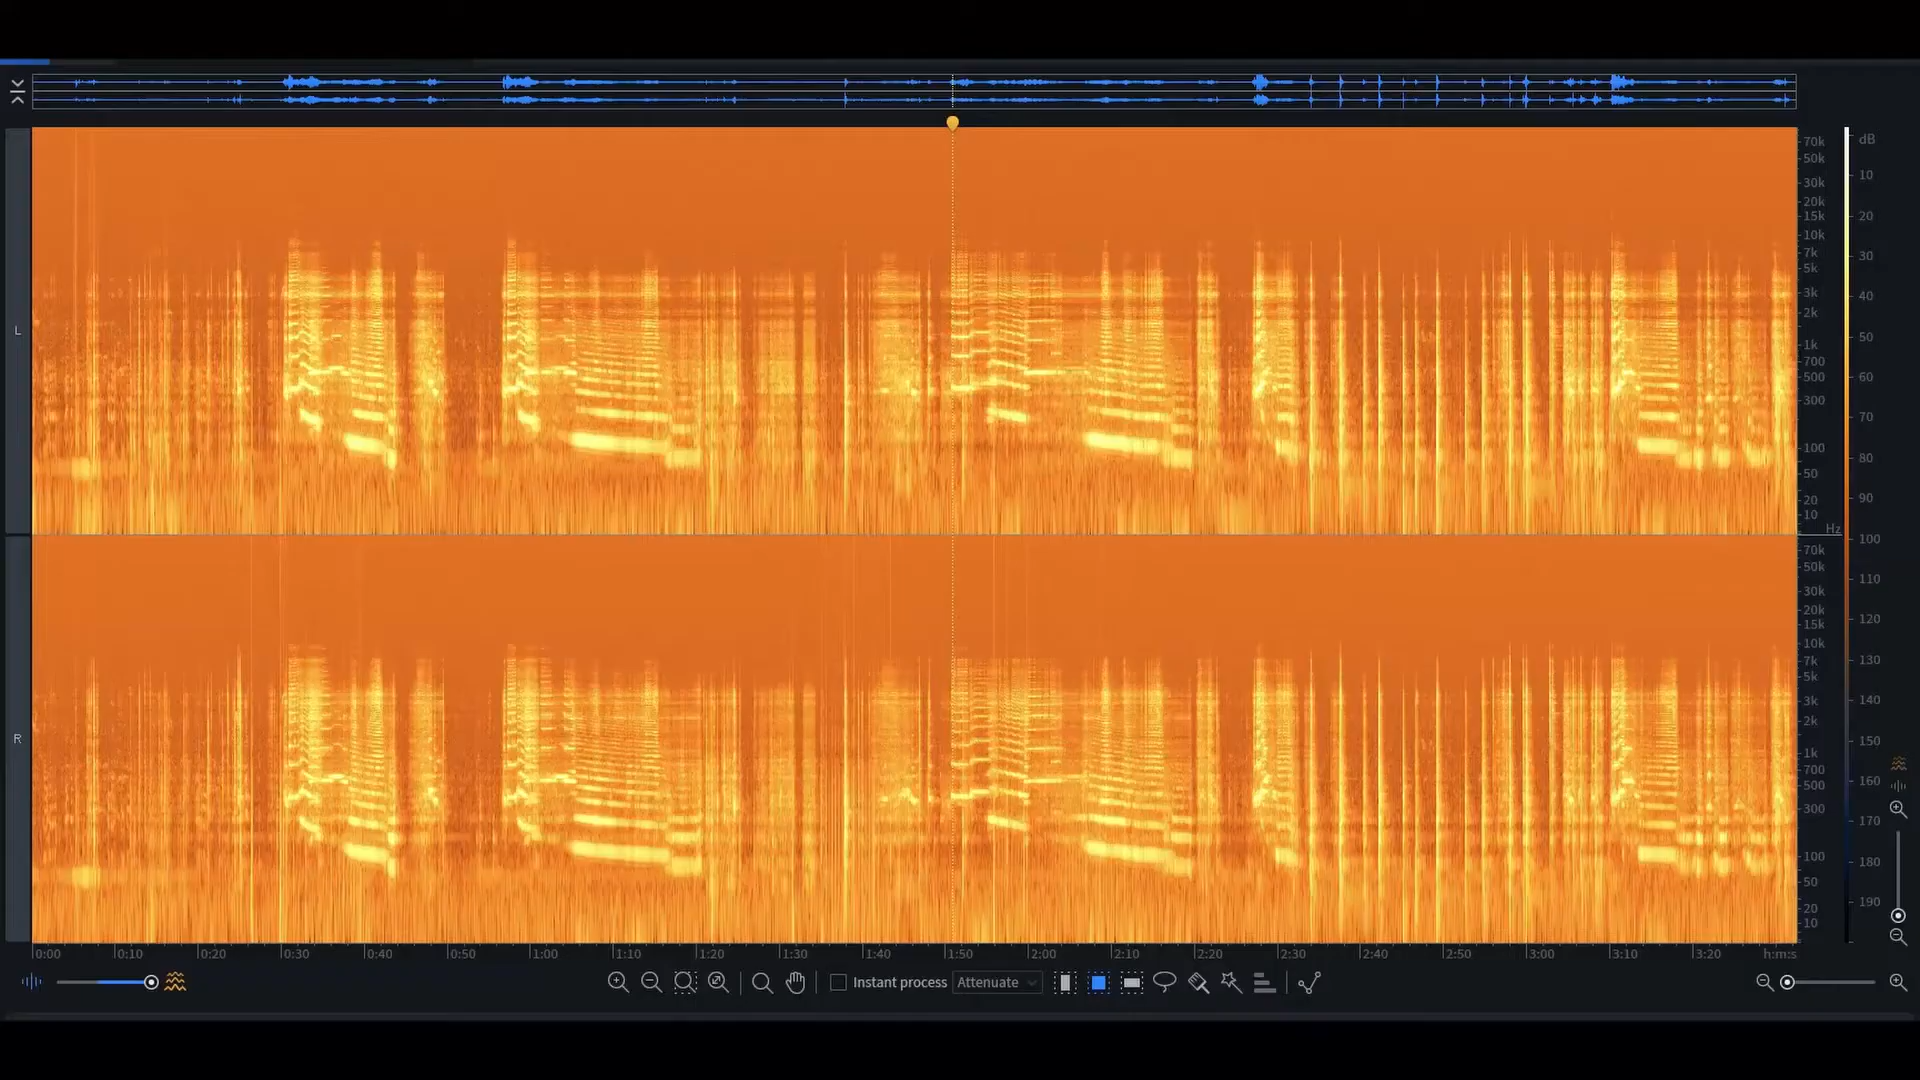 dB
L
70k
50k
30k
20k
15k
10k
7k
5k
3k
2k
1k
700
500
300
100
50
20
10
Hz
R
70k
50k
30k
20k
15k
10k
7k
5k
3k
2k
1k
700
500
300
100
50
20
10
10
20
30
40
50
60
70
80
90
100
110
120
130
140
150
160
170
180
190
0:00 0:10 0:20 0:30 0:40 0:50 1:00 1:10 1:20 1:30 1:40 1:50 2:00 2:10 2:20 2:30 2:40 2:50 3:00 3:10 3:20 h:m:s
Instant process Attenuate